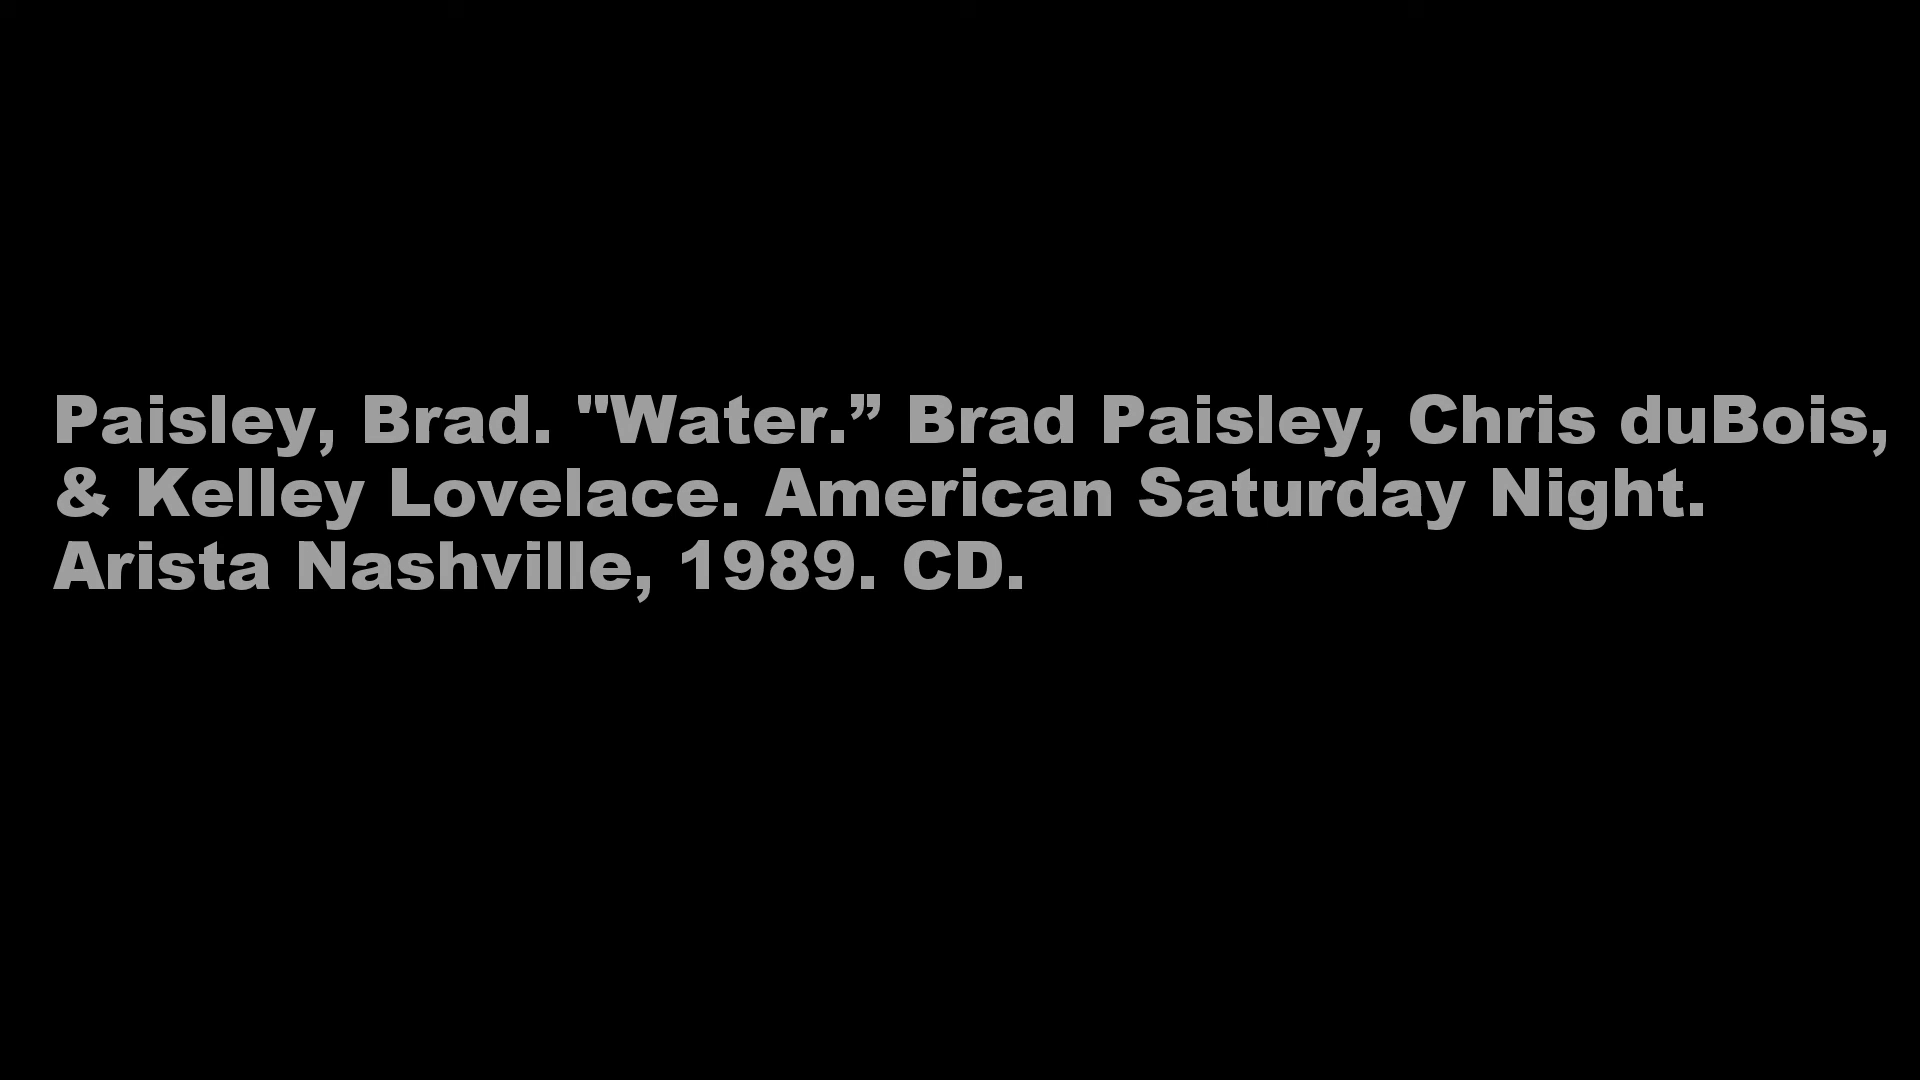 Paisley, Brad. "Water.” Brad Paisley, Chris duBois,
& Kelley Lovelace. American Saturday Night.
Arista Nashville, 1989. CD.